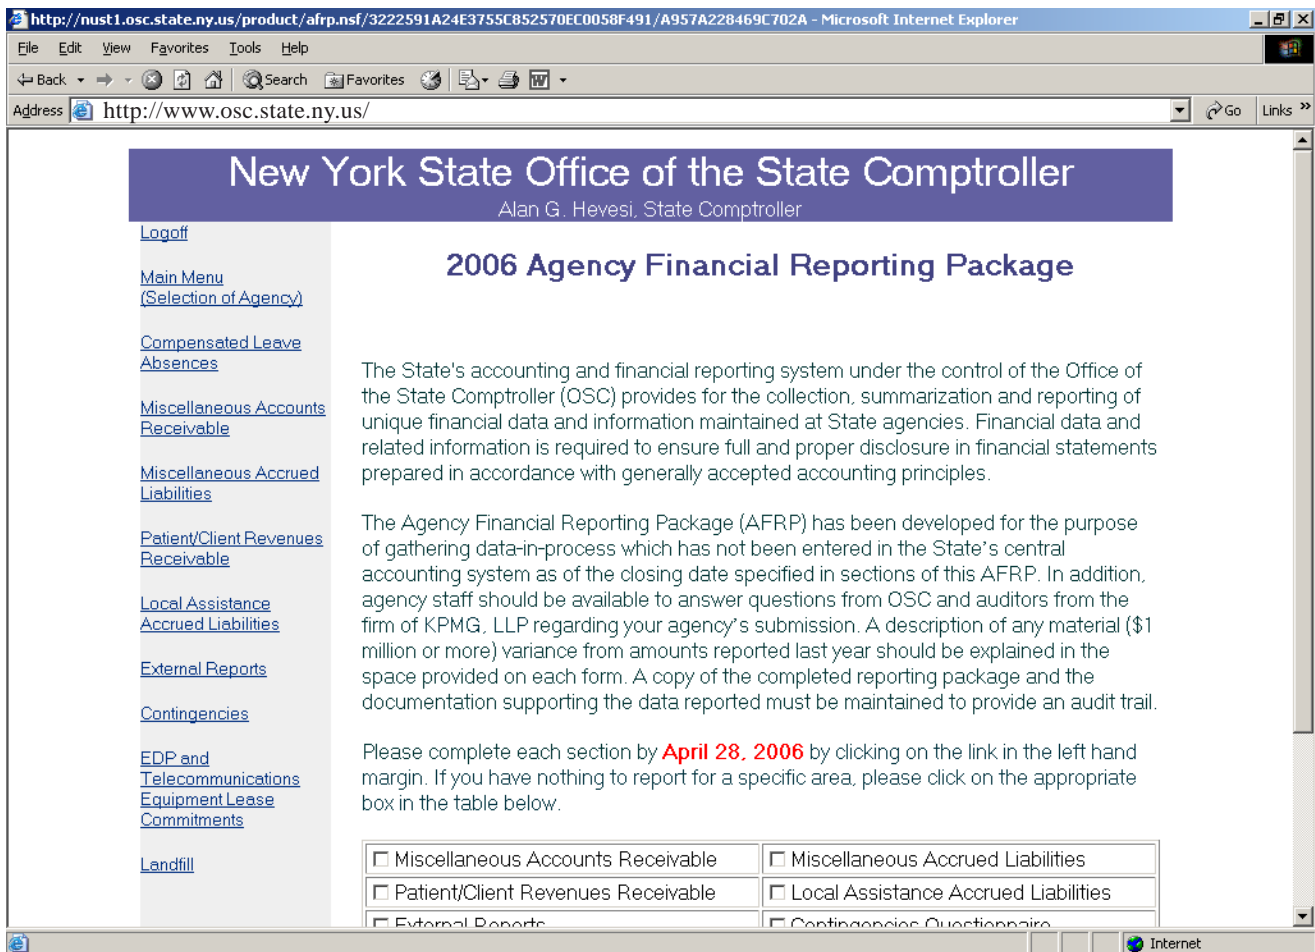 http://nust1.osc.state.ny.us/product/afrp.nsf/3222591A24E3755C852570EC0058F491/A957A228469C702A - Microsoft Internet Explorer
File Edit View Favorites Tools Help
Back Search Favorites
Address http://www.osc.state.ny.us/ Go Links »
New York State Office of the State Comptroller
Alan G. Hevesi, State Comptroller
Logoff
Main Menu
(Selection of Agency)
Compensated Leave
Absences
Miscellaneous Accounts
Receivable
Miscellaneous Accrued
Liabilities
Patient/Client Revenues
Receivable
Local Assistance
Accrued Liabilities
External Reports
Contingencies
EDP and
Telecommunications
Equipment Lease
Commitments
Landfill
2006 Agency Financial Reporting Package
The State's accounting and financial reporting system under the control of the Office of
the State Comptroller (OSC) provides for the collection, summarization and reporting of
unique financial data and information maintained at State agencies. Financial data and
related information is required to ensure full and proper disclosure in financial statements
prepared in accordance with generally accepted accounting principles.
The Agency Financial Reporting Package (AFRP) has been developed for the purpose
of gathering data-in-process which has not been entered in the State's central
accounting system as of the closing date specified in sections of this AFRP. In addition,
agency staff should be available to answer questions from OSC and auditors from the
firm of KPMG, LLP regarding your agency's submission. A description of any material ($1
million or more) variance from amounts reported last year should be explained in the
space provided on each form. A copy of the completed reporting package and the
documentation supporting the data reported must be maintained to provide an audit trail.
Please complete each section by April 28, 2006 by clicking on the link in the left hand
margin. If you have nothing to report for a specific area, please click on the appropriate
box in the table below.
Miscellaneous Accounts Receivable Miscellaneous Accrued Liabilities
Patient/Client Revenues Receivable Local Assistance Accrued Liabilities
External Reports Contingencies Questionnaire
Internet